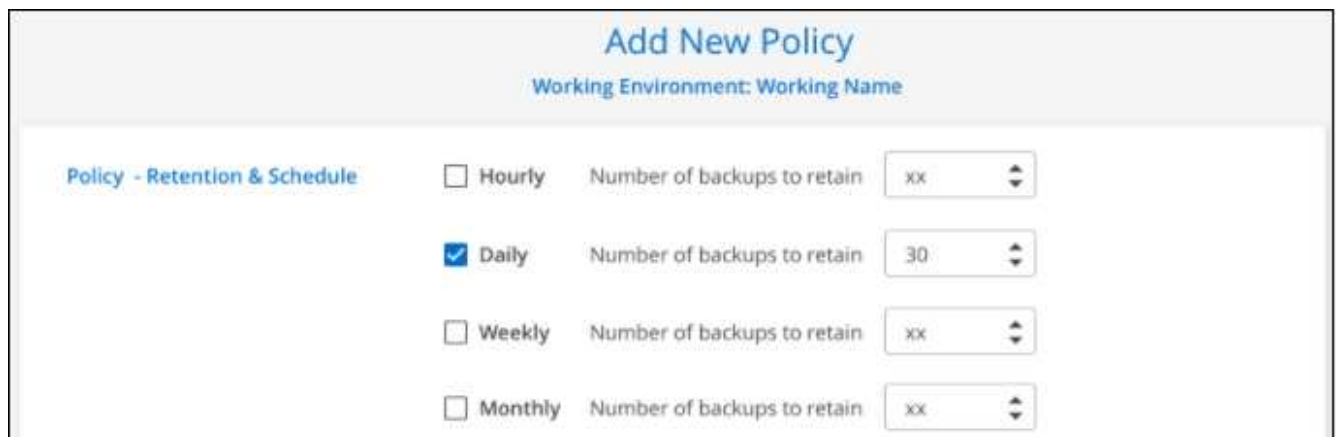 Add New Policy
Working Environment: Working Name
Policy - Retention & Schedule Hourly Number of backups to retain xx
Daily Number of backups to retain 30
Weekly Number of backups to retain xx
Monthly Number of backups to retain xx